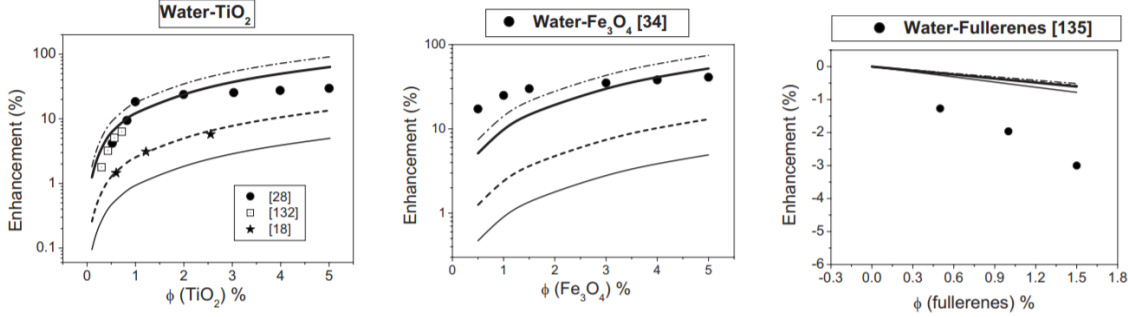 Water-TiO2
Enhancement (%)
100
10
1
0.1
[28]
[132]
[18]
0 1 2 3 4 5
ϕ (TiO2) %
Water-Fe3O4 [34]
Enhancement (%)
100
10
1
0 1 2 3 4 5
ϕ (Fe3O4) %
Water-Fullerenes [135]
Enhancement (%)
0
-1
-2
-3
-4
-5
-6
-0.3 0.0 0.3 0.6 0.9 1.2 1.5 1.8
ϕ (fullerenes) %